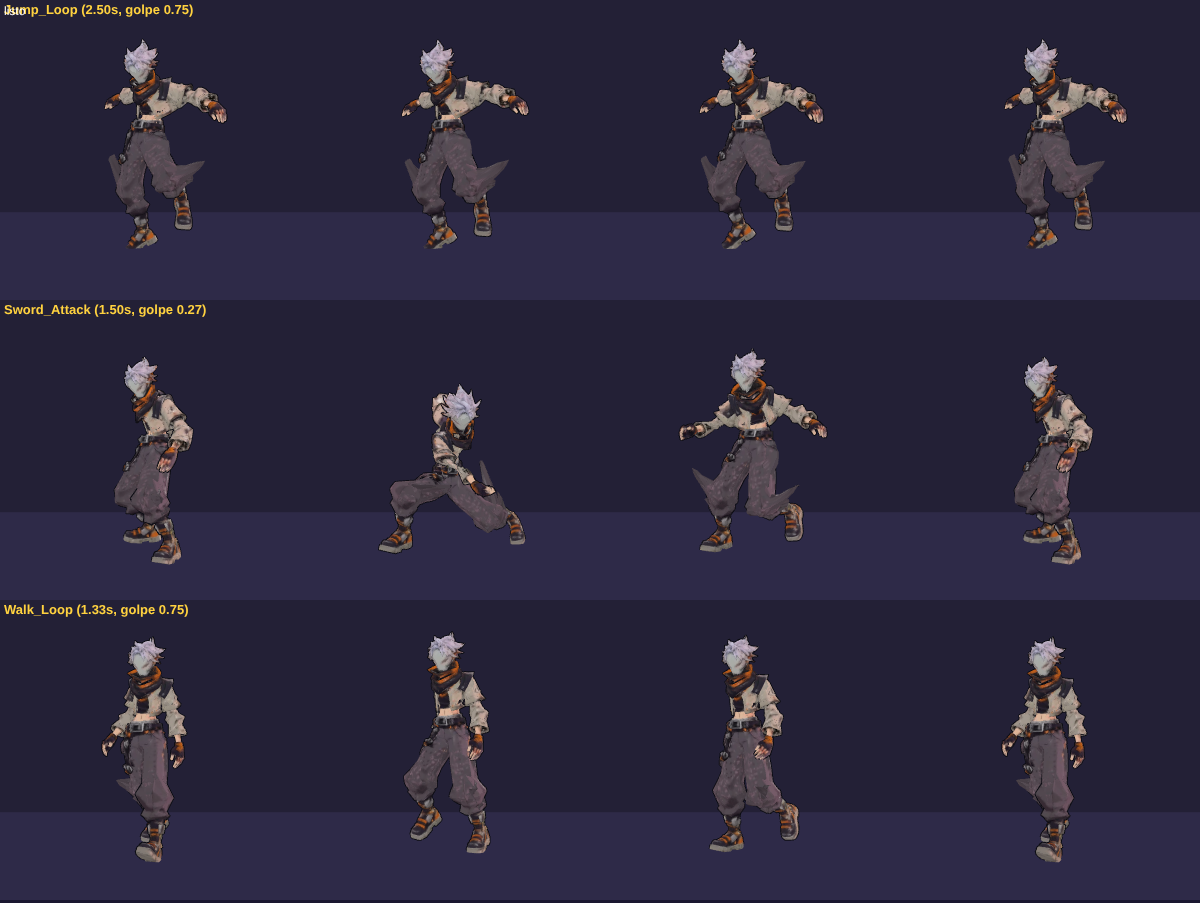 Jump_Loop (2.50s, golpe 0.75)
Sword_Attack (1.50s, golpe 0.27)
Walk_Loop (1.33s, golpe 0.75)